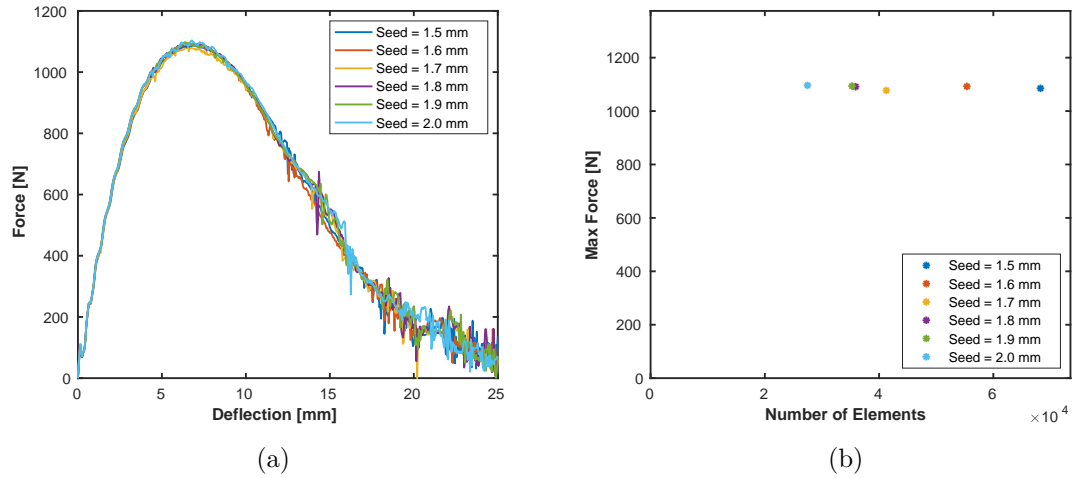 1200
1000
800
600
400
200
0
0
5
10
15
20
25
Force [N]
Deflection [mm]
Seed = 1.5 mm
Seed = 1.6 mm
Seed = 1.7 mm
Seed = 1.8 mm
Seed = 1.9 mm
Seed = 2.0 mm
(a)
1200
1000
800
600
400
200
0
0
2
4
6
×10⁴
Max Force [N]
Number of Elements
Seed = 1.5 mm
Seed = 1.6 mm
Seed = 1.7 mm
Seed = 1.8 mm
Seed = 1.9 mm
Seed = 2.0 mm
(b)